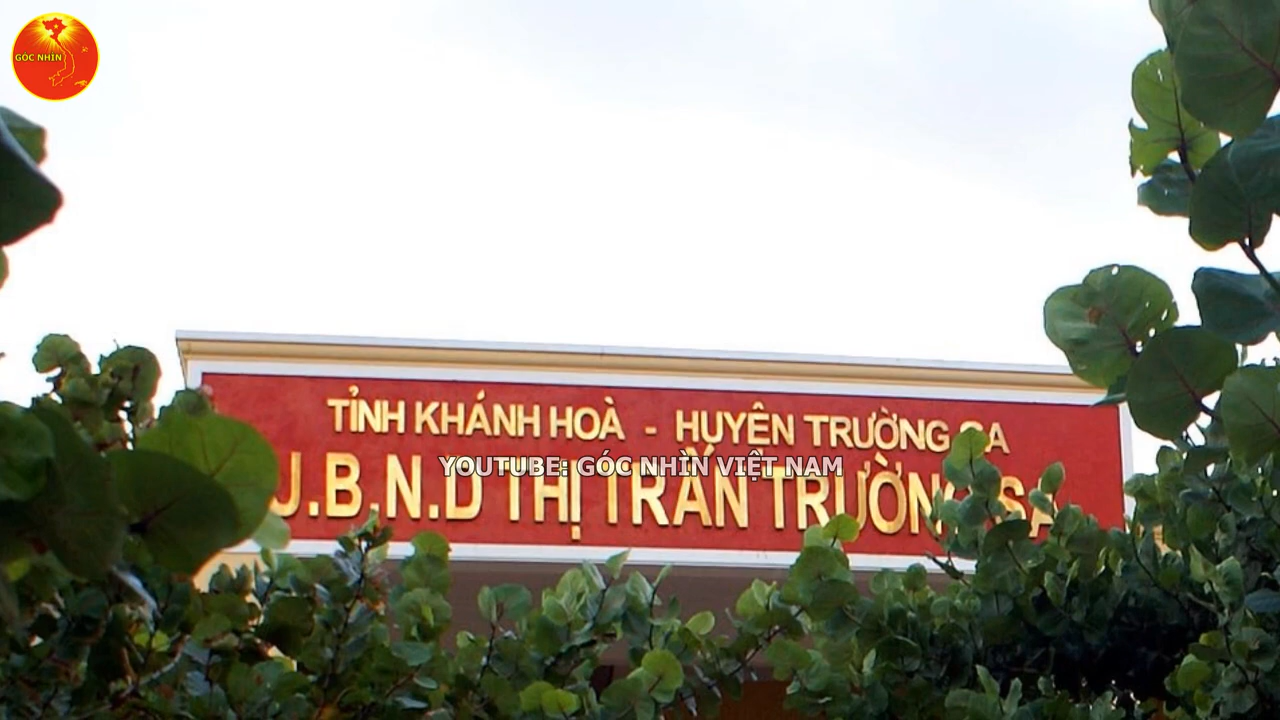 GÓC NHÌN
TỈNH KHÁNH HOÀ - HUYỆN TRƯỜNG SA
YOUTUBE: GÓC NHÌN VIỆT NAM
U.B.N.D THỊ TRẤN TRƯỜNG SA